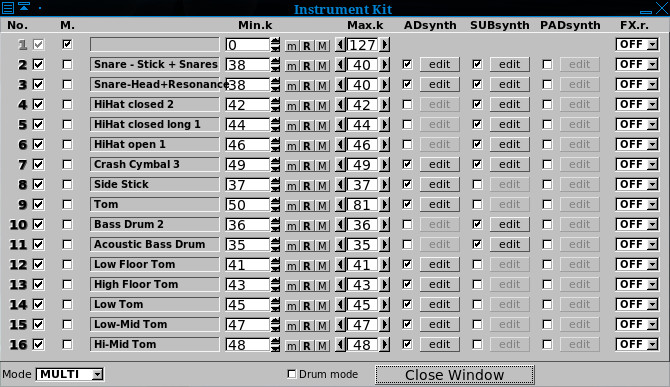 Instrument Kit
No. M. Min.k Max.k ADsynth SUBsynth PADsynth FX.r.
1 0 m R M 127 OFF
2 Snare - Stick + Snares 38 m R M 40 edit edit edit OFF
3 Snare-Head+Resonance 38 m R M 40 edit edit edit OFF
4 HiHat closed 2 42 m R M 42 edit edit edit OFF
5 HiHat closed long 1 44 m R M 44 edit edit edit OFF
6 HiHat open 1 46 m R M 46 edit edit edit OFF
7 Crash Cymbal 3 49 m R M 49 edit edit edit OFF
8 Side Stick 37 m R M 37 edit edit edit OFF
9 Tom 50 m R M 81 edit edit edit OFF
10 Bass Drum 2 36 m R M 36 edit edit edit OFF
11 Acoustic Bass Drum 35 m R M 35 edit edit edit OFF
12 Low Floor Tom 41 m R M 41 edit edit edit OFF
13 High Floor Tom 43 m R M 43 edit edit edit OFF
14 Low Tom 45 m R M 45 edit edit edit OFF
15 Low-Mid Tom 47 m R M 47 edit edit edit OFF
16 Hi-Mid Tom 48 m R M 48 edit edit edit OFF
Mode MULTI Drum mode Close Window